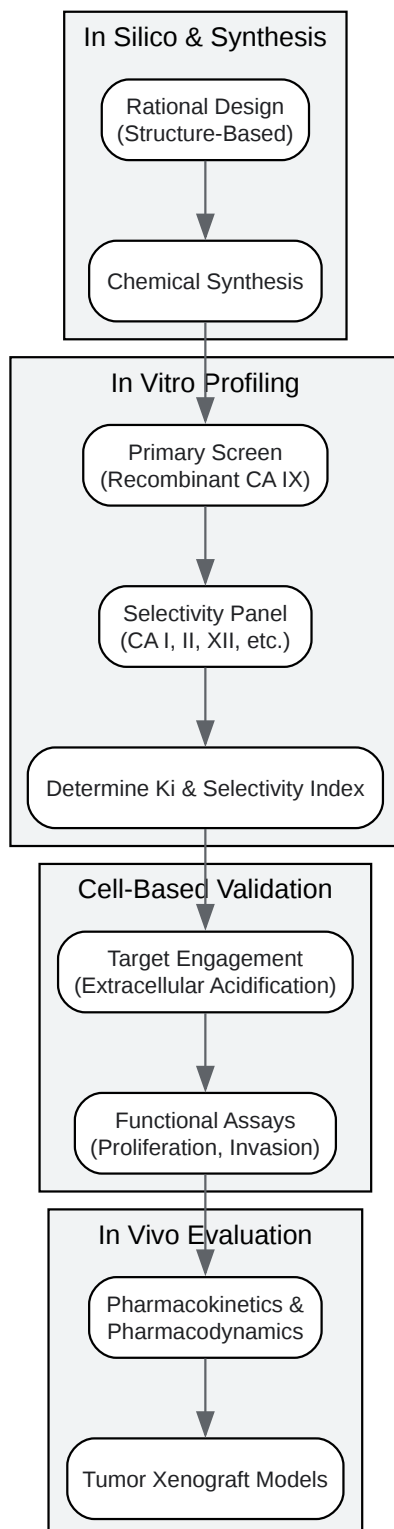 In Silico & Synthesis
Rational Design
(Structure-Based)
Chemical Synthesis
In Vitro Profiling
Primary Screen
(Recombinant CA IX)
Selectivity Panel
(CA I, II, XII, etc.)
Determine Ki & Selectivity Index
Cell-Based Validation
Target Engagement
(Extracellular Acidification)
Functional Assays
(Proliferation, Invasion)
In Vivo Evaluation
Pharmacokinetics &
Pharmacodynamics
Tumor Xenograft Models